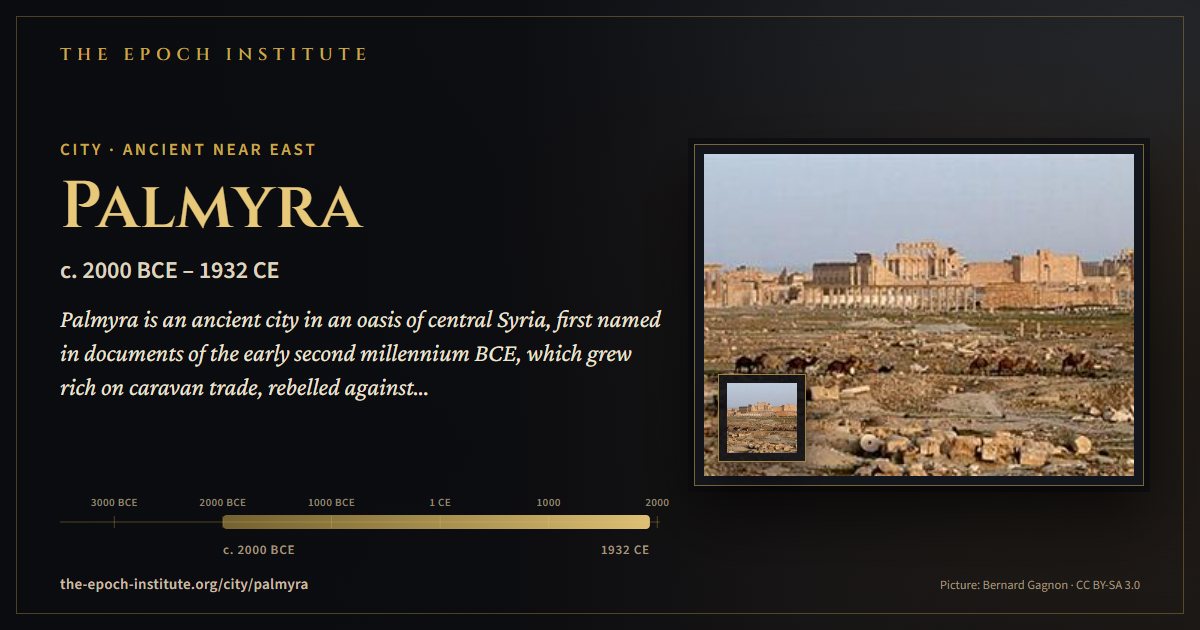 THE EPOCH INSTITUTE
CITY · ANCIENT NEAR EAST
PALMYRA
c. 2000 BCE – 1932 CE
Palmyra is an ancient city in an oasis of central Syria, first named
in documents of the early second millennium BCE, which grew
rich on caravan trade, rebelled against...
3000 BCE 2000 BCE 1000 BCE 1 CE 1000 2000
c. 2000 BCE 1932 CE
the-epoch-institute.org/city/palmyra
Picture: Bernard Gagnon · CC BY-SA 3.0